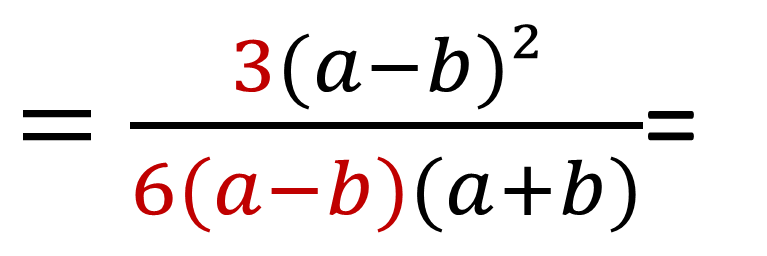 = 3(a−b)² =
6(a−b)(a+b)